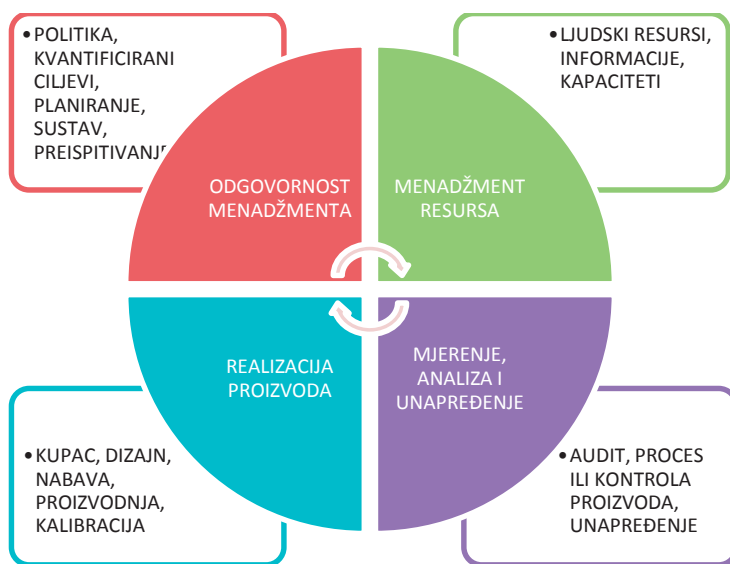 •POLITIKA,
KVANTIFICIRANI
CILJEVI,
PLANIRANJE,
SUSTAV,
PREISPITIVANJE
•LJUDSKI RESURSI,
INFORMACIJE,
KAPACITETI
ODGOVORNOST
MENADŽMENTA
MENADŽMENT
RESURSA
REALIZACIJA
PROIZVODA
MJERENJE,
ANALIZA I
UNAPREĐENJE
•KUPAC, DIZAJN,
NABAVA,
PROIZVODNJA,
KALIBRACIJA
•AUDIT, PROCES
ILI KONTROLA
PROIZVODA,
UNAPREĐENJE